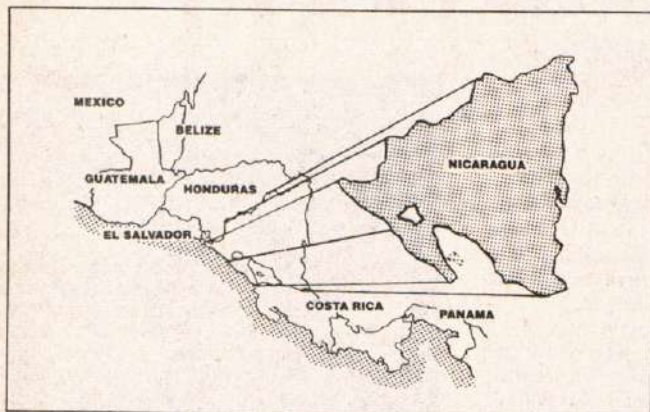 MEXICO
BELIZE
GUATEMALA
HONDURAS
NICARAGUA
EL SALVADOR
COSTA RICA
PANAMA